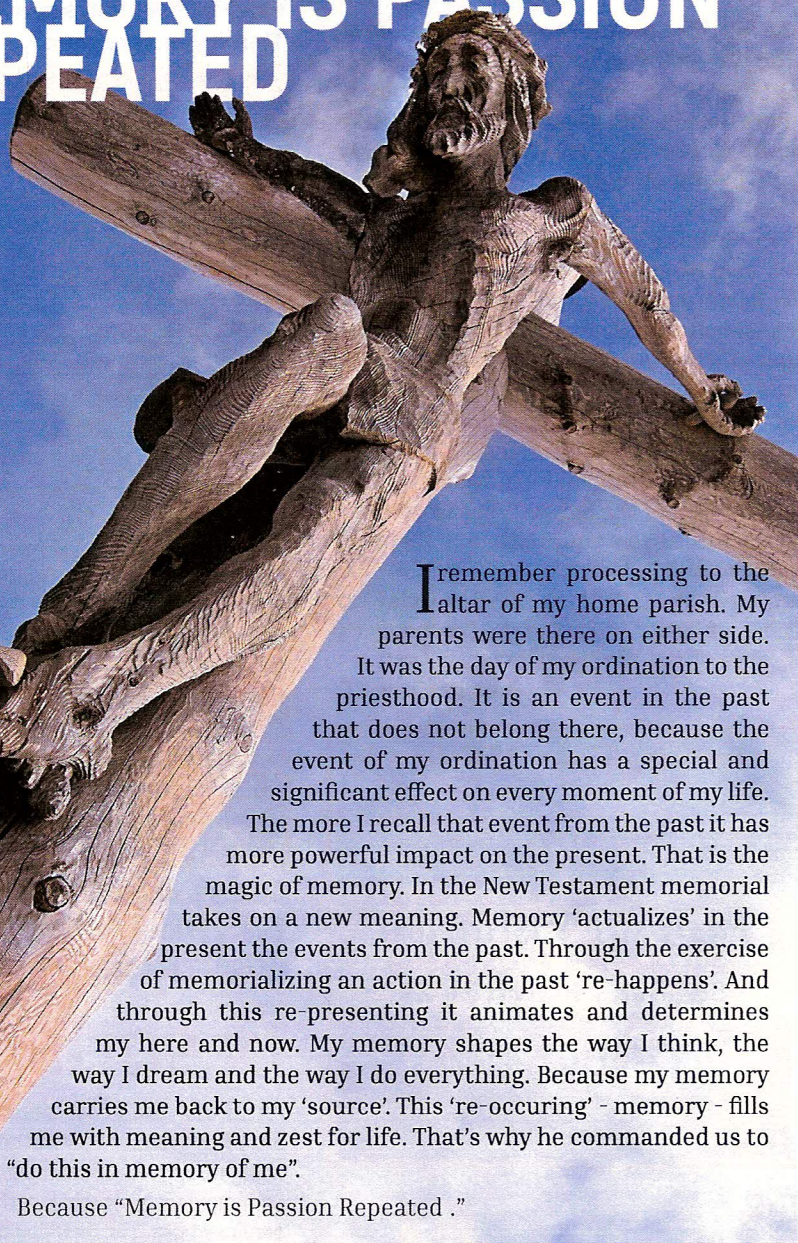 MORY IS PASSION
PEATED
I remember processing to the
altar of my home parish. My
parents were there on either side.
It was the day of my ordination to the
priesthood. It is an event in the past
that does not belong there, because the
event of my ordination has a special and
significant effect on every moment of my life.
The more I recall that event from the past it has
more powerful impact on the present. That is the
magic of memory. In the New Testament memorial
takes on a new meaning. Memory ‘actualizes’ in the
present the events from the past. Through the exercise
of memorializing an action in the past ‘re-happens’. And
through this re-presenting it animates and determines
my here and now. My memory shapes the way I think, the
way I dream and the way I do everything. Because my memory
carries me back to my ‘source’. This ‘re-occuring’ - memory - fills
me with meaning and zest for life. That’s why he commanded us to
“do this in memory of me”.
Because “Memory is Passion Repeated .”